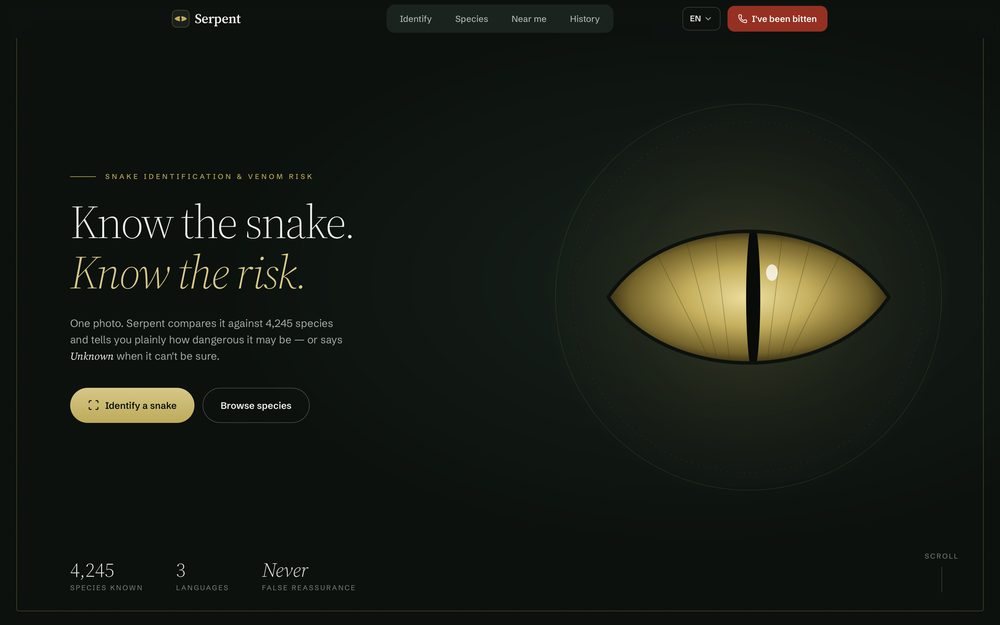 Serpent
Identify Species Near me History
EN
I've been bitten
SNAKE IDENTIFICATION & VENOM RISK
Know the snake.
Know the risk.
One photo. Serpent compares it against 4,245 species
and tells you plainly how dangerous it may be — or says
Unknown when it can't be sure.
Identify a snake
Browse species
4,245 3 Never
SPECIES KNOWN LANGUAGES FALSE REASSURANCE
SCROLL